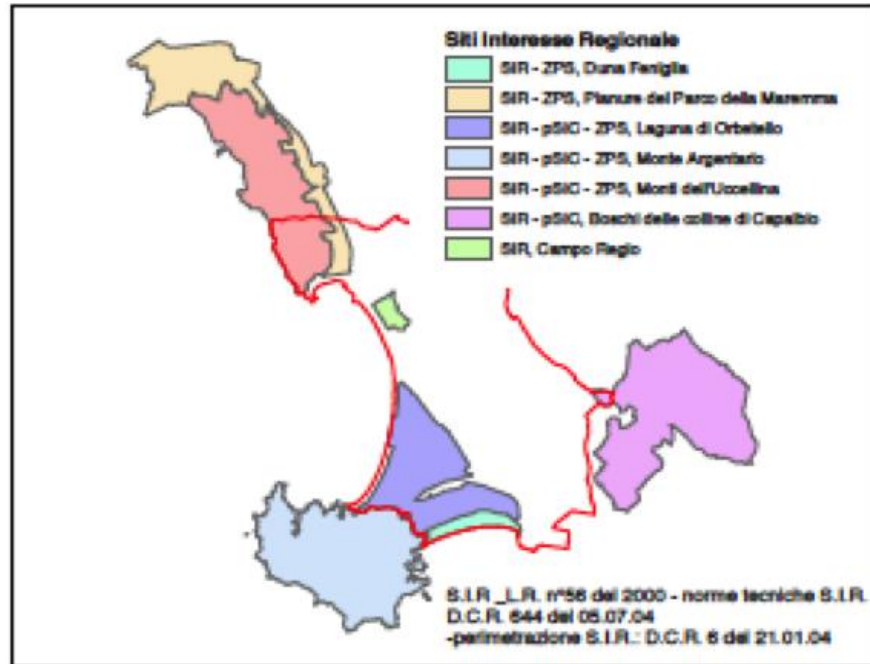 Siti Interesse Regionale
SIR - ZPS, Duna Feniglia
SIR - ZPS, Pianure del Parco della Maremma
SIR - pSIC - ZPS, Laguna di Orbetello
SIR - pSIC - ZPS, Monte Argentario
SIR - pSIC - ZPS, Monti dell'Uccellina
SIR - pSIC, Boschi delle colline di Capalbio
SIR, Campo Regio
S.I.R _L.R. n°56 del 2000 - norme tecniche S.I.R.
D.C.R. 644 del 05.07.04
-perimetrazione S.I.R.: D.C.R. 6 del 21.01.04